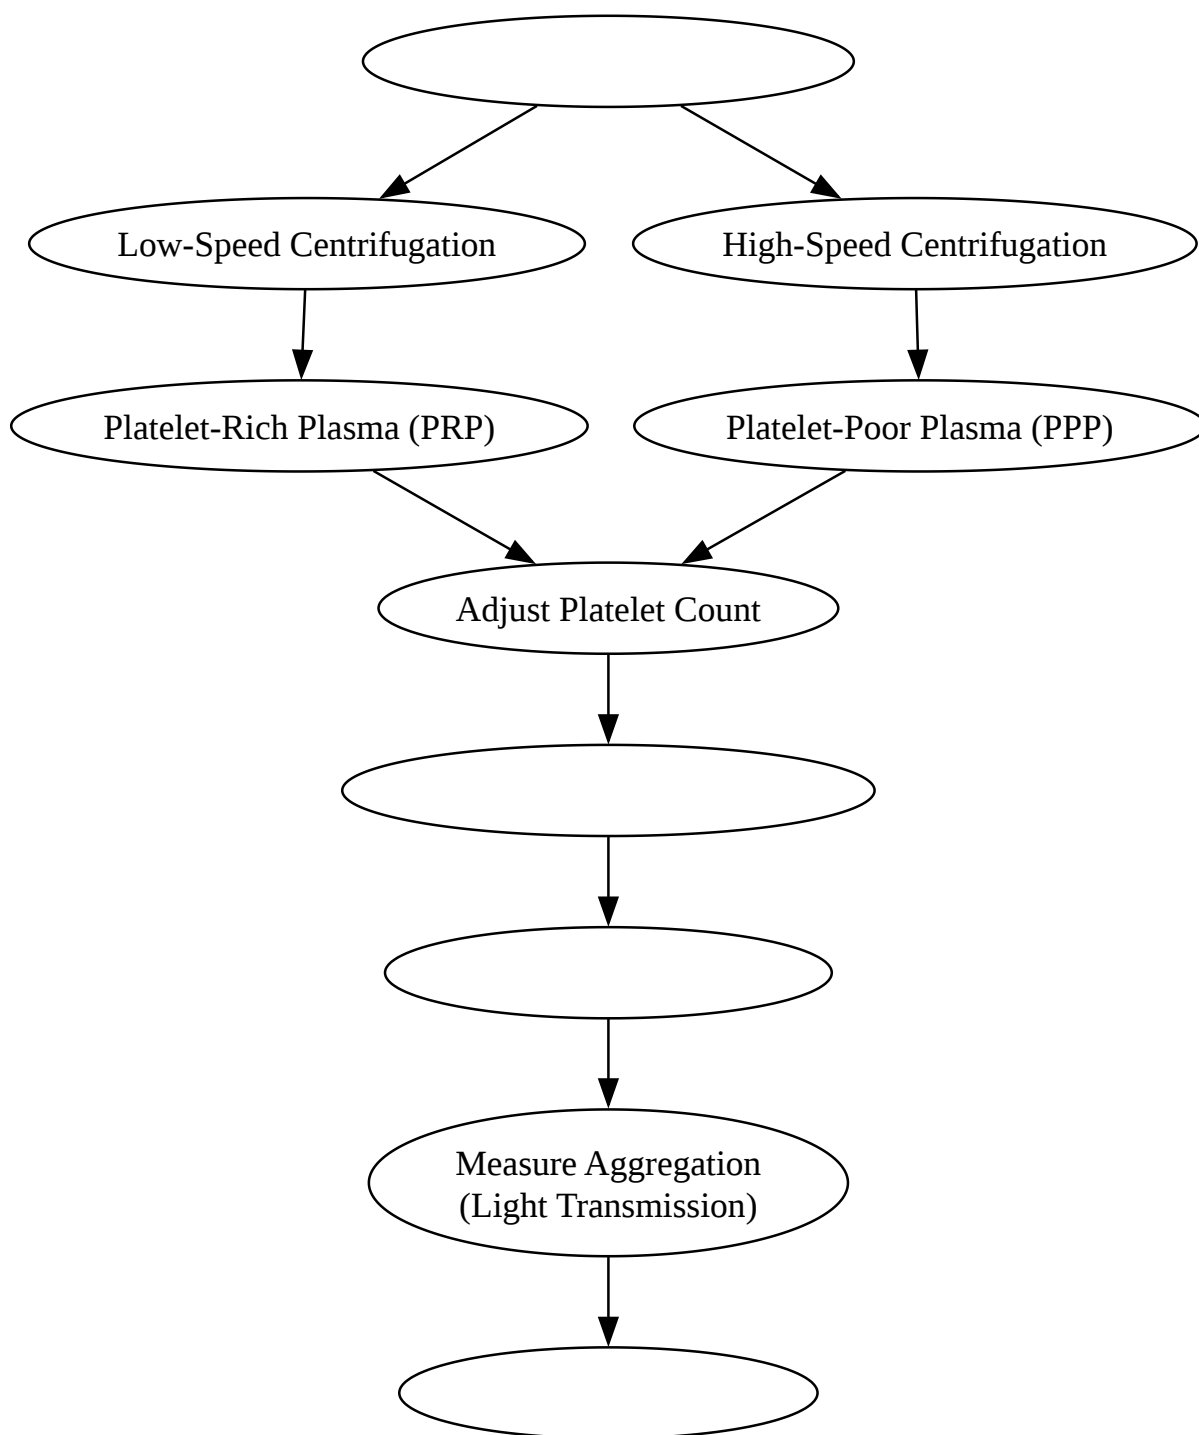 Low-Speed Centrifugation
High-Speed Centrifugation
Platelet-Rich Plasma (PRP)
Platelet-Poor Plasma (PPP)
Adjust Platelet Count
Measure Aggregation
(Light Transmission)